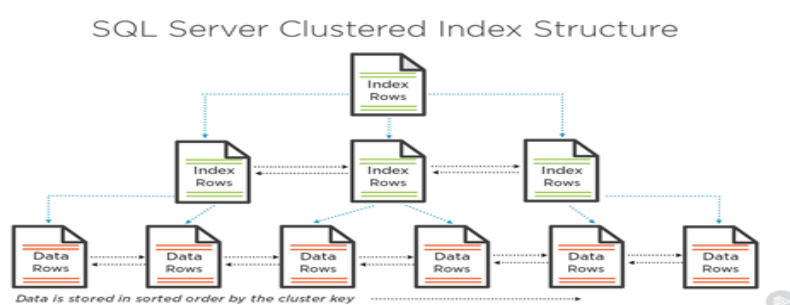 SQL Server Clustered Index Structure
Index
Rows
Index
Rows
Index
Rows
Index
Rows
Data
Rows
Data
Rows
Data
Rows
Data
Rows
Data
Rows
Data
Rows
Data is stored in sorted order by the cluster key